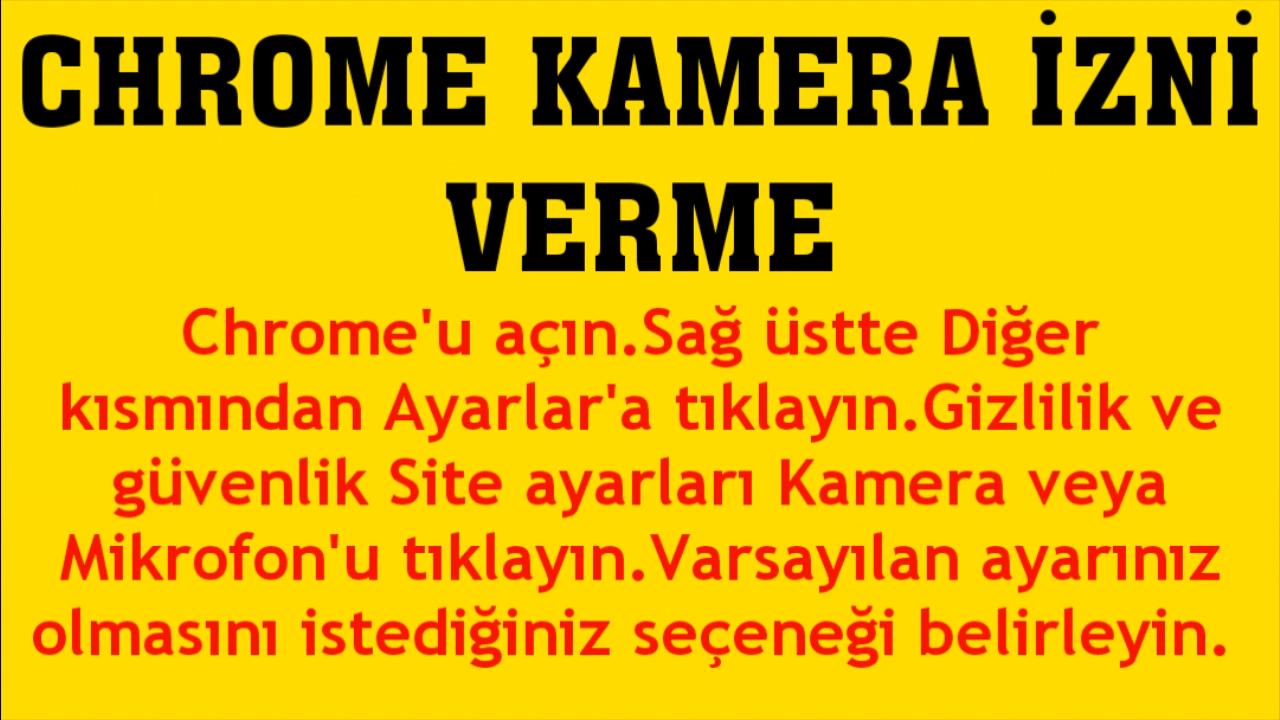 CHROME KAMERA İZNİ
VERME
Chrome'u açın.Sağ üstte Diğer
kısmından Ayarlar'a tıklayın.Gizlilik ve
güvenlik Site ayarları Kamera veya
Mikrofon'u tıklayın.Varsayılan ayarınız
olmasını istediğiniz seçeneği belirleyin.